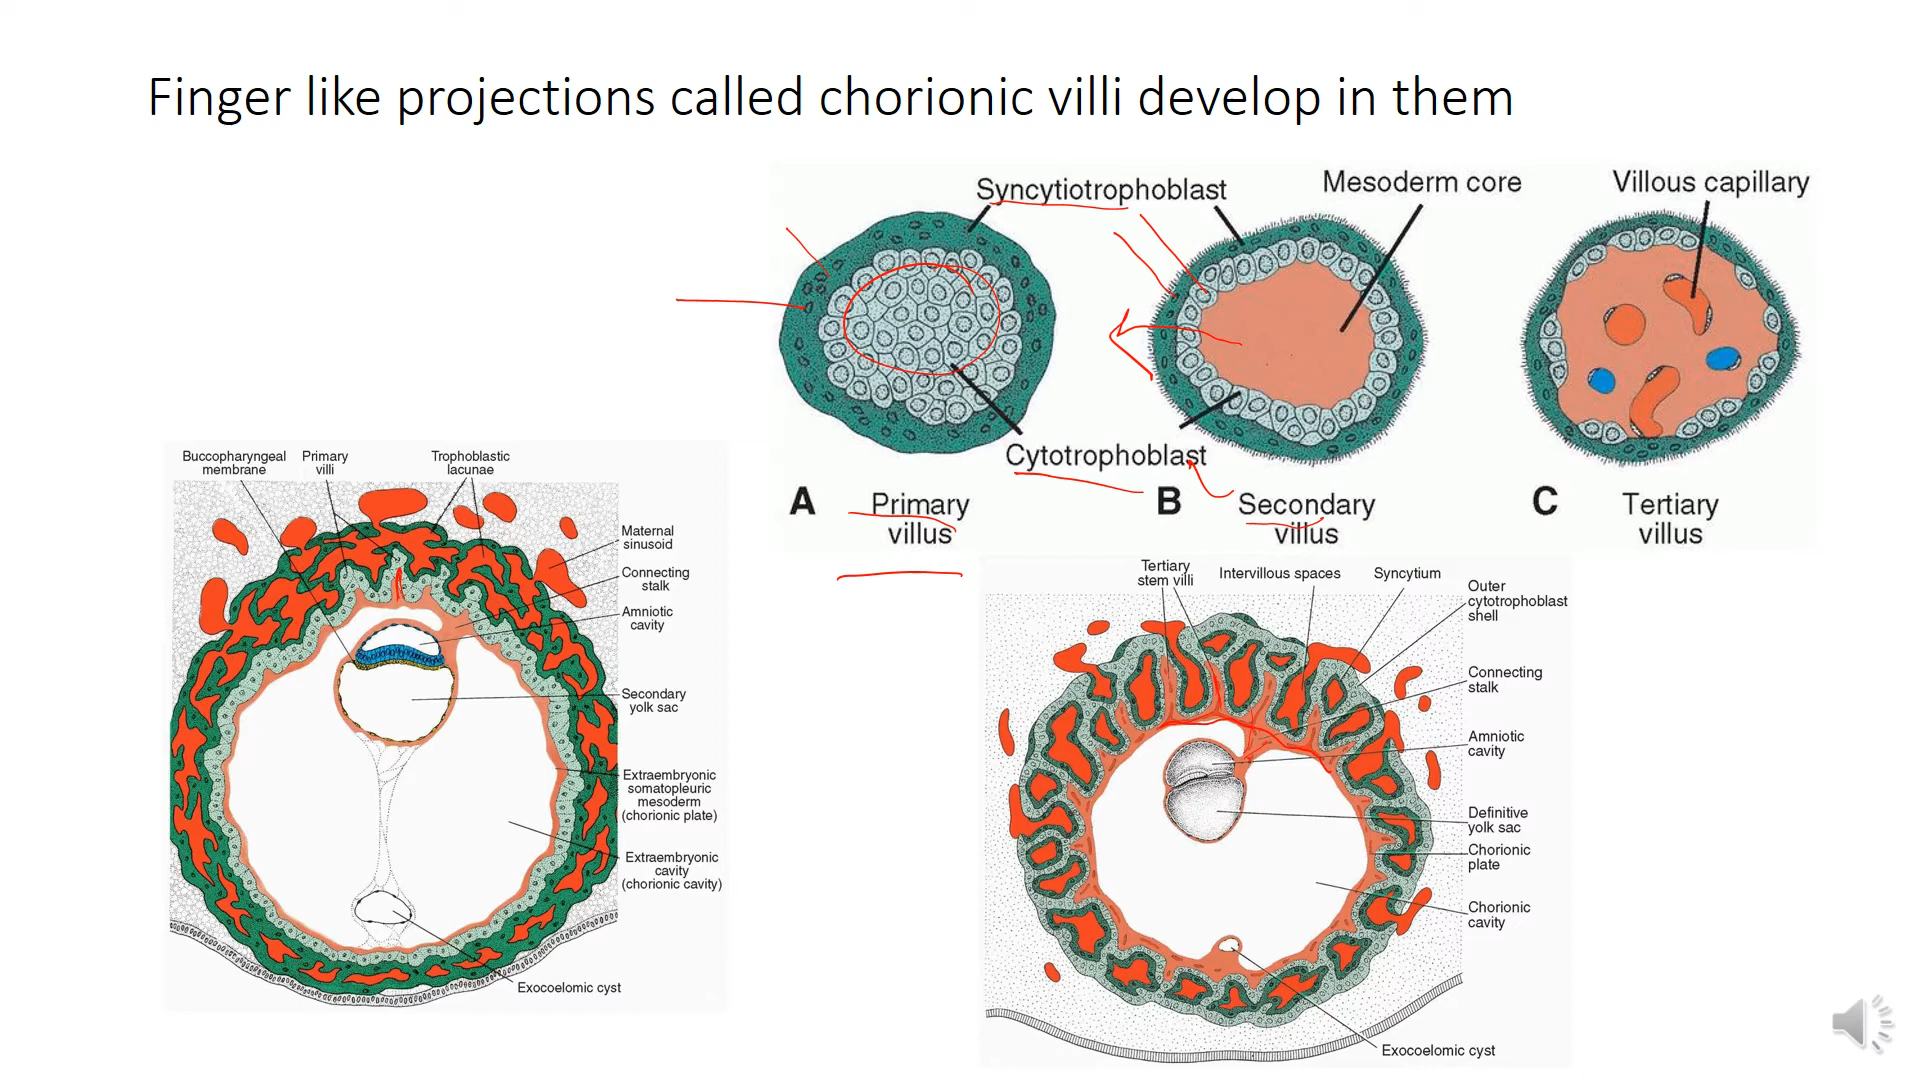 Finger like projections called chorionic villi develop in them
Syncytiotrophoblast
Mesoderm core
Villous capillary
Cytotrophoblast
A Primary
villus
B Secondary
villus
C Tertiary
villus
Buccopharyngeal
membrane
Primary
villi
Trophoblastic
lacunae
Maternal
sinusoid
Connecting
stalk
Amniotic
cavity
Secondary
yolk sac
Extraembryonic
somatopleuric
mesoderm
(chorionic plate)
Extraembryonic
cavity
(chorionic cavity)
Exocoelomic cyst
Tertiary
stem villi
Intervillous spaces
Syncytium
Outer
cytotrophoblast
shell
Connecting
stalk
Amniotic
cavity
Definitive
yolk sac
Chorionic
plate
Chorionic
cavity
Exocoelomic cyst